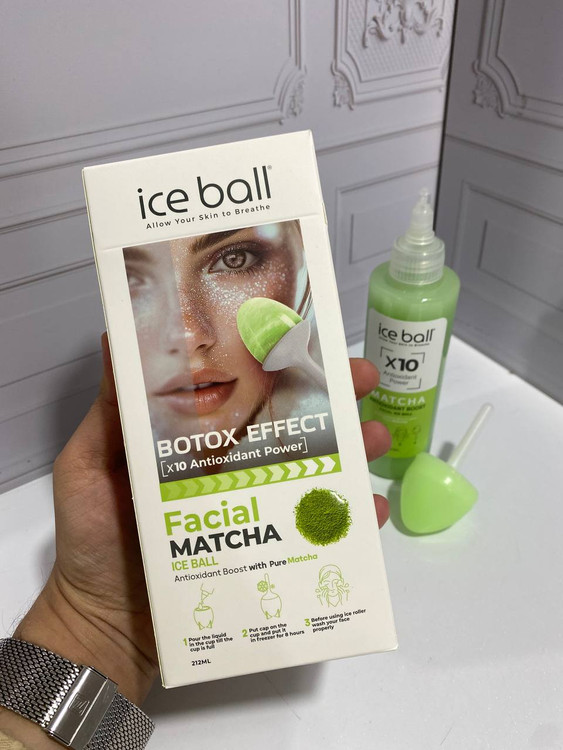 ice ball®
Allow Your Skin to Breathe
BOTOX EFFECT
[x10 Antioxidant Power]
Facial
MATCHA
ICE BALL
Antioxidant Boost with Pure Matcha
1 Pour the liquid
in the cup till the
cup is full
2 Put cap on the
cup and put it
in freezer for 8 hours
3 Before using ice roller
wash your face
properly
212ML
ice ball
x10
Antioxidant
Power
MATCHA